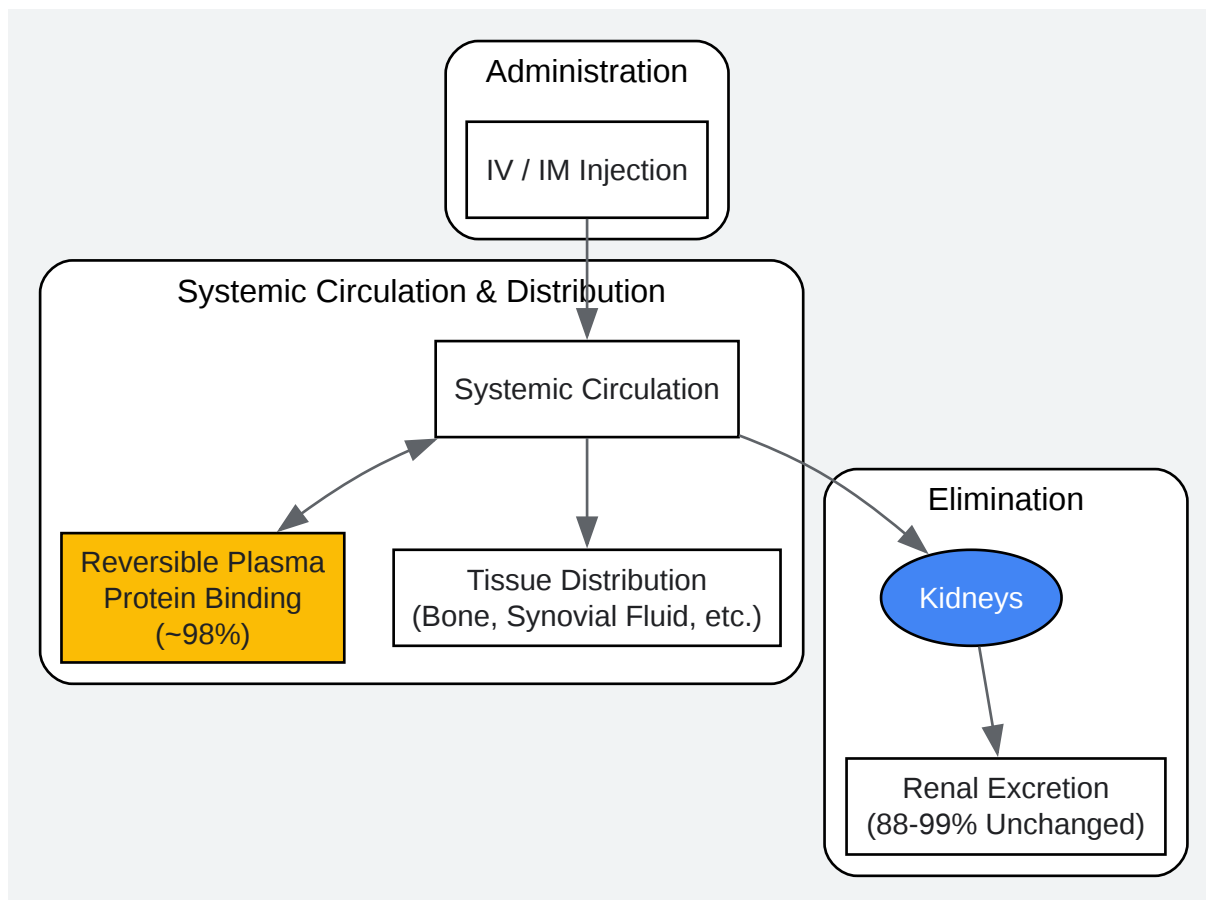 Administration
IV / IM Injection
Systemic Circulation & Distribution
Systemic Circulation
Reversible Plasma
Protein Binding
(~98%)
Tissue Distribution
(Bone, Synovial Fluid, etc.)
Elimination
Kidneys
Renal Excretion
(88-99% Unchanged)